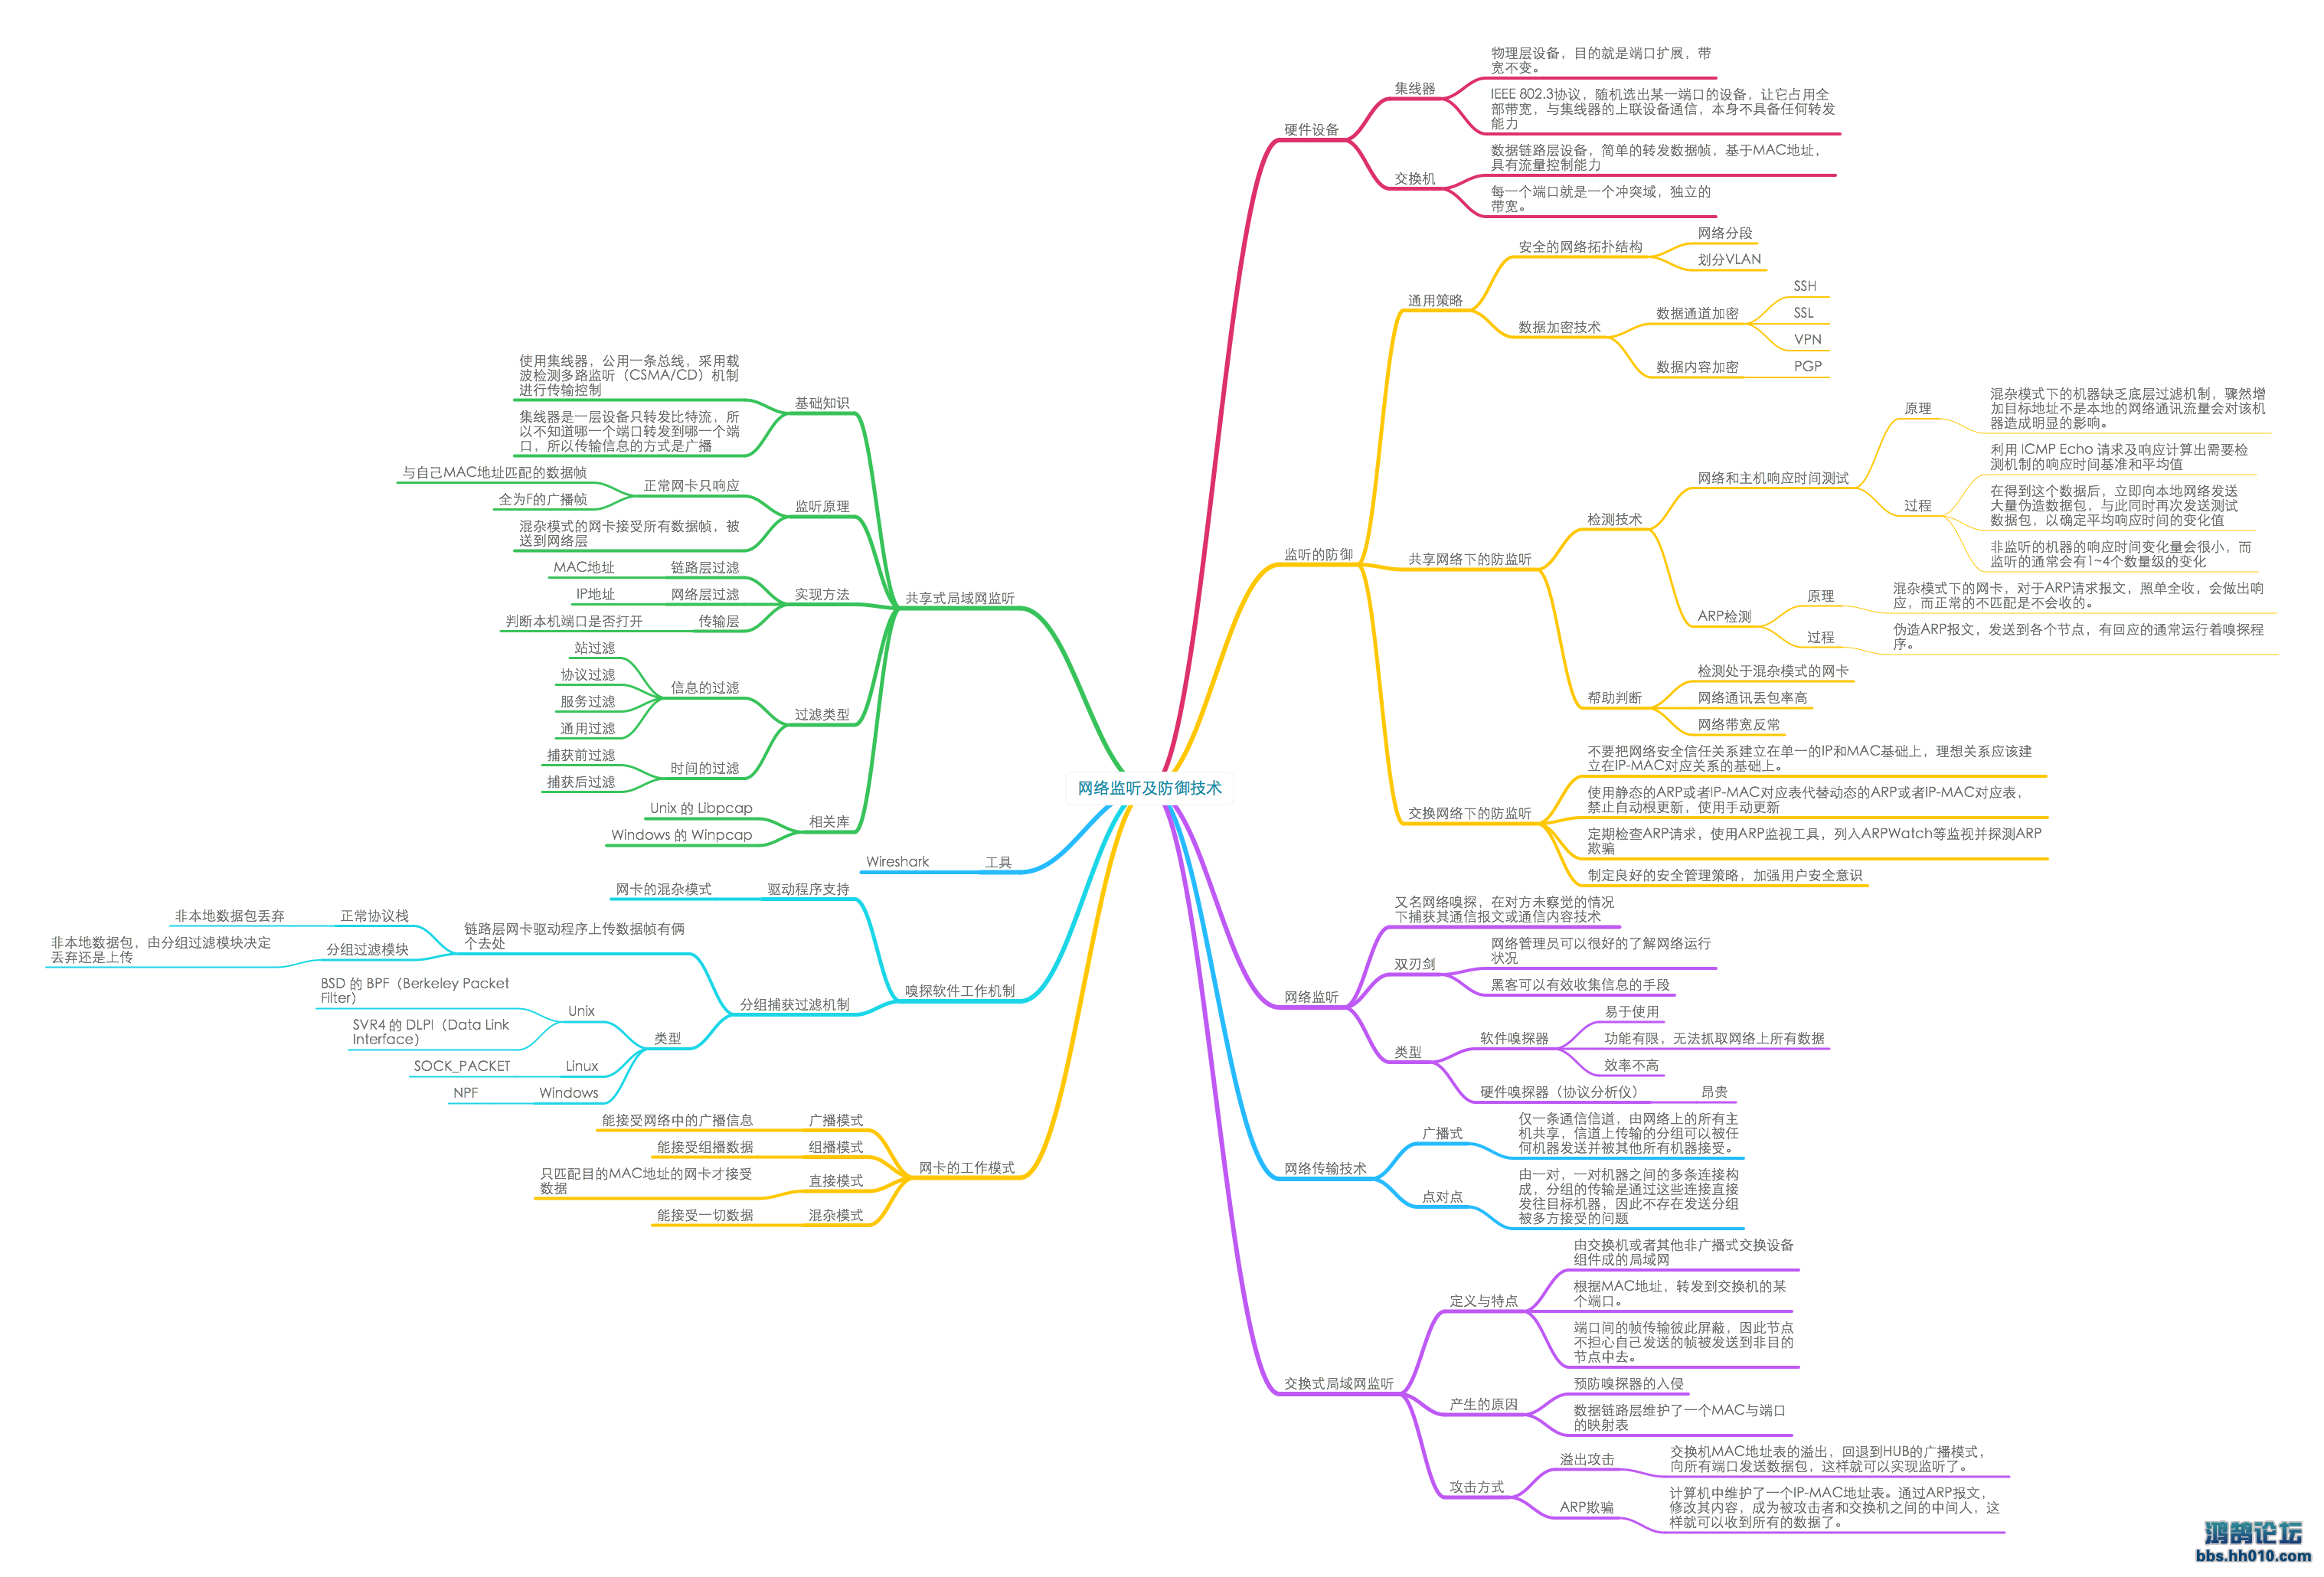 网络监听及防御技术
硬件设备
集线器
物理层设备，目的就是端口扩展，带
宽不变。
IEEE 802.3协议，随机选出某一端口的设备，让它占用全
部带宽，与集线器的上联设备通信，本身不具备任何转发
能力
交换机
数据链路层设备，简单的转发数据帧，基于MAC地址，
具有流量控制能力
每一个端口就是一个冲突域，独立的
带宽。
监听的防御
通用策略
安全的网络拓扑结构
网络分段
划分VLAN
数据加密技术
数据通道加密
SSH
SSL
VPN
数据内容加密
PGP
共享网络下的防监听
检测技术
网络和主机响应时间测试
原理
混杂模式下的机器缺乏底层过滤机制，骤然增
加目标地址不是本地的网络通讯流量会对该机
器造成明显的影响。
过程
利用 ICMP Echo 请求及响应计算出需要检
测机制的响应时间基准和平均值
在得到这个数据后，立即向本地网络发送
大量伪造数据包，与此同时再次发送测试
数据包，以确定平均响应时间的变化值
非监听的机器的响应时间变化量会很小，而
监听的通常会有1~4个数量级的变化
ARP检测
原理
混杂模式下的网卡，对于ARP请求报文，照单全收，会做出响
应，而正常的不匹配是不会收的。
过程
伪造ARP报文，发送到各个节点，有回应的通常运行着嗅探程
序。
帮助判断
检测处于混杂模式的网卡
网络通讯丢包率高
网络带宽反常
交换网络下的防监听
不要把网络安全信任关系建立在单一的IP和MAC基础上，理想关系应该建
立在IP-MAC对应关系的基础上。
使用静态的ARP或者IP-MAC对应表代替动态的ARP或者IP-MAC对应表，
禁止自动根更新，使用手动更新
定期检查ARP请求，使用ARP监视工具，列入ARPWatch等监视并探测ARP
欺骗
制定良好的安全管理策略，加强用户安全意识
网络监听
又名网络嗅探，在对方未察觉的情况
下捕获其通信报文或通信内容技术
双刃剑
网络管理员可以很好的了解网络运行
状况
黑客可以有效收集信息的手段
类型
软件嗅探器
易于使用
功能有限，无法抓取网络上所有数据
效率不高
硬件嗅探器（协议分析仪）
昂贵
网络传输技术
广播式
仅一条通信信道，由网络上的所有主
机共享，信道上传输的分组可以被任
何机器发送并被其他所有机器接受。
点对点
由一对，一对机器之间的多条连接构
成，分组的传输是通过这些连接直接
发往目标机器，因此不存在发送分组
被多方接受的问题
交换式局域网监听
定义与特点
由交换机或者其他非广播式交换设备
组件成的局域网
根据MAC地址，转发到交换机的某
个端口。
端口间的帧传输彼此屏蔽，因此节点
不担心自己发送的帧被发送到非目的
节点中去。
产生的原因
预防嗅探器的入侵
数据链路层维护了一个MAC与端口
的映射表
攻击方式
溢出攻击
交换机MAC地址表的溢出，回退到HUB的广播模式，
向所有端口发送数据包，这样就可以实现监听了。
ARP欺骗
计算机中维护了一个IP-MAC地址表。通过ARP报文，
修改其内容，成为被攻击者和交换机之间的中间人，这
样就可以收到所有的数据了。
共享式局域网监听
基础知识
使用集线器，公用一条总线，采用载
波检测多路监听（CSMA/CD）机制
进行传输控制
集线器是一层设备只转发比特流，所
以不知道哪一个端口转发到哪一个端
口，所以传输信息的方式是广播
监听原理
正常网卡只响应
与自己MAC地址匹配的数据帧
全为F的广播帧
混杂模式的网卡接受所有数据帧，被
送到网络层
实现方法
链路层过滤
MAC地址
网络层过滤
IP地址
传输层
判断本机端口是否打开
过滤类型
信息的过滤
站过滤
协议过滤
服务过滤
通用过滤
时间的过滤
捕获前过滤
捕获后过滤
相关库
Unix 的 Libpcap
Windows 的 Winpcap
工具
Wireshark
嗅探软件工作机制
驱动程序支持
网卡的混杂模式
分组捕获过滤机制
链路层网卡驱动程序上传数据帧有俩
个去处
正常协议栈
非本地数据包丢弃
分组过滤模块
非本地数据包，由分组过滤模块决定
丢弃还是上传
类型
Unix
BSD 的 BPF（Berkeley Packet
Filter）
SVR4 的 DLPI（Data Link
Interface）
Linux
SOCK_PACKET
Windows
NPF
网卡的工作模式
广播模式
能接受网络中的广播信息
组播模式
能接受组播数据
直接模式
只匹配目的MAC地址的网卡才接受
数据
混杂模式
能接受一切数据
鸿鹄论坛
bbs.hh010.com